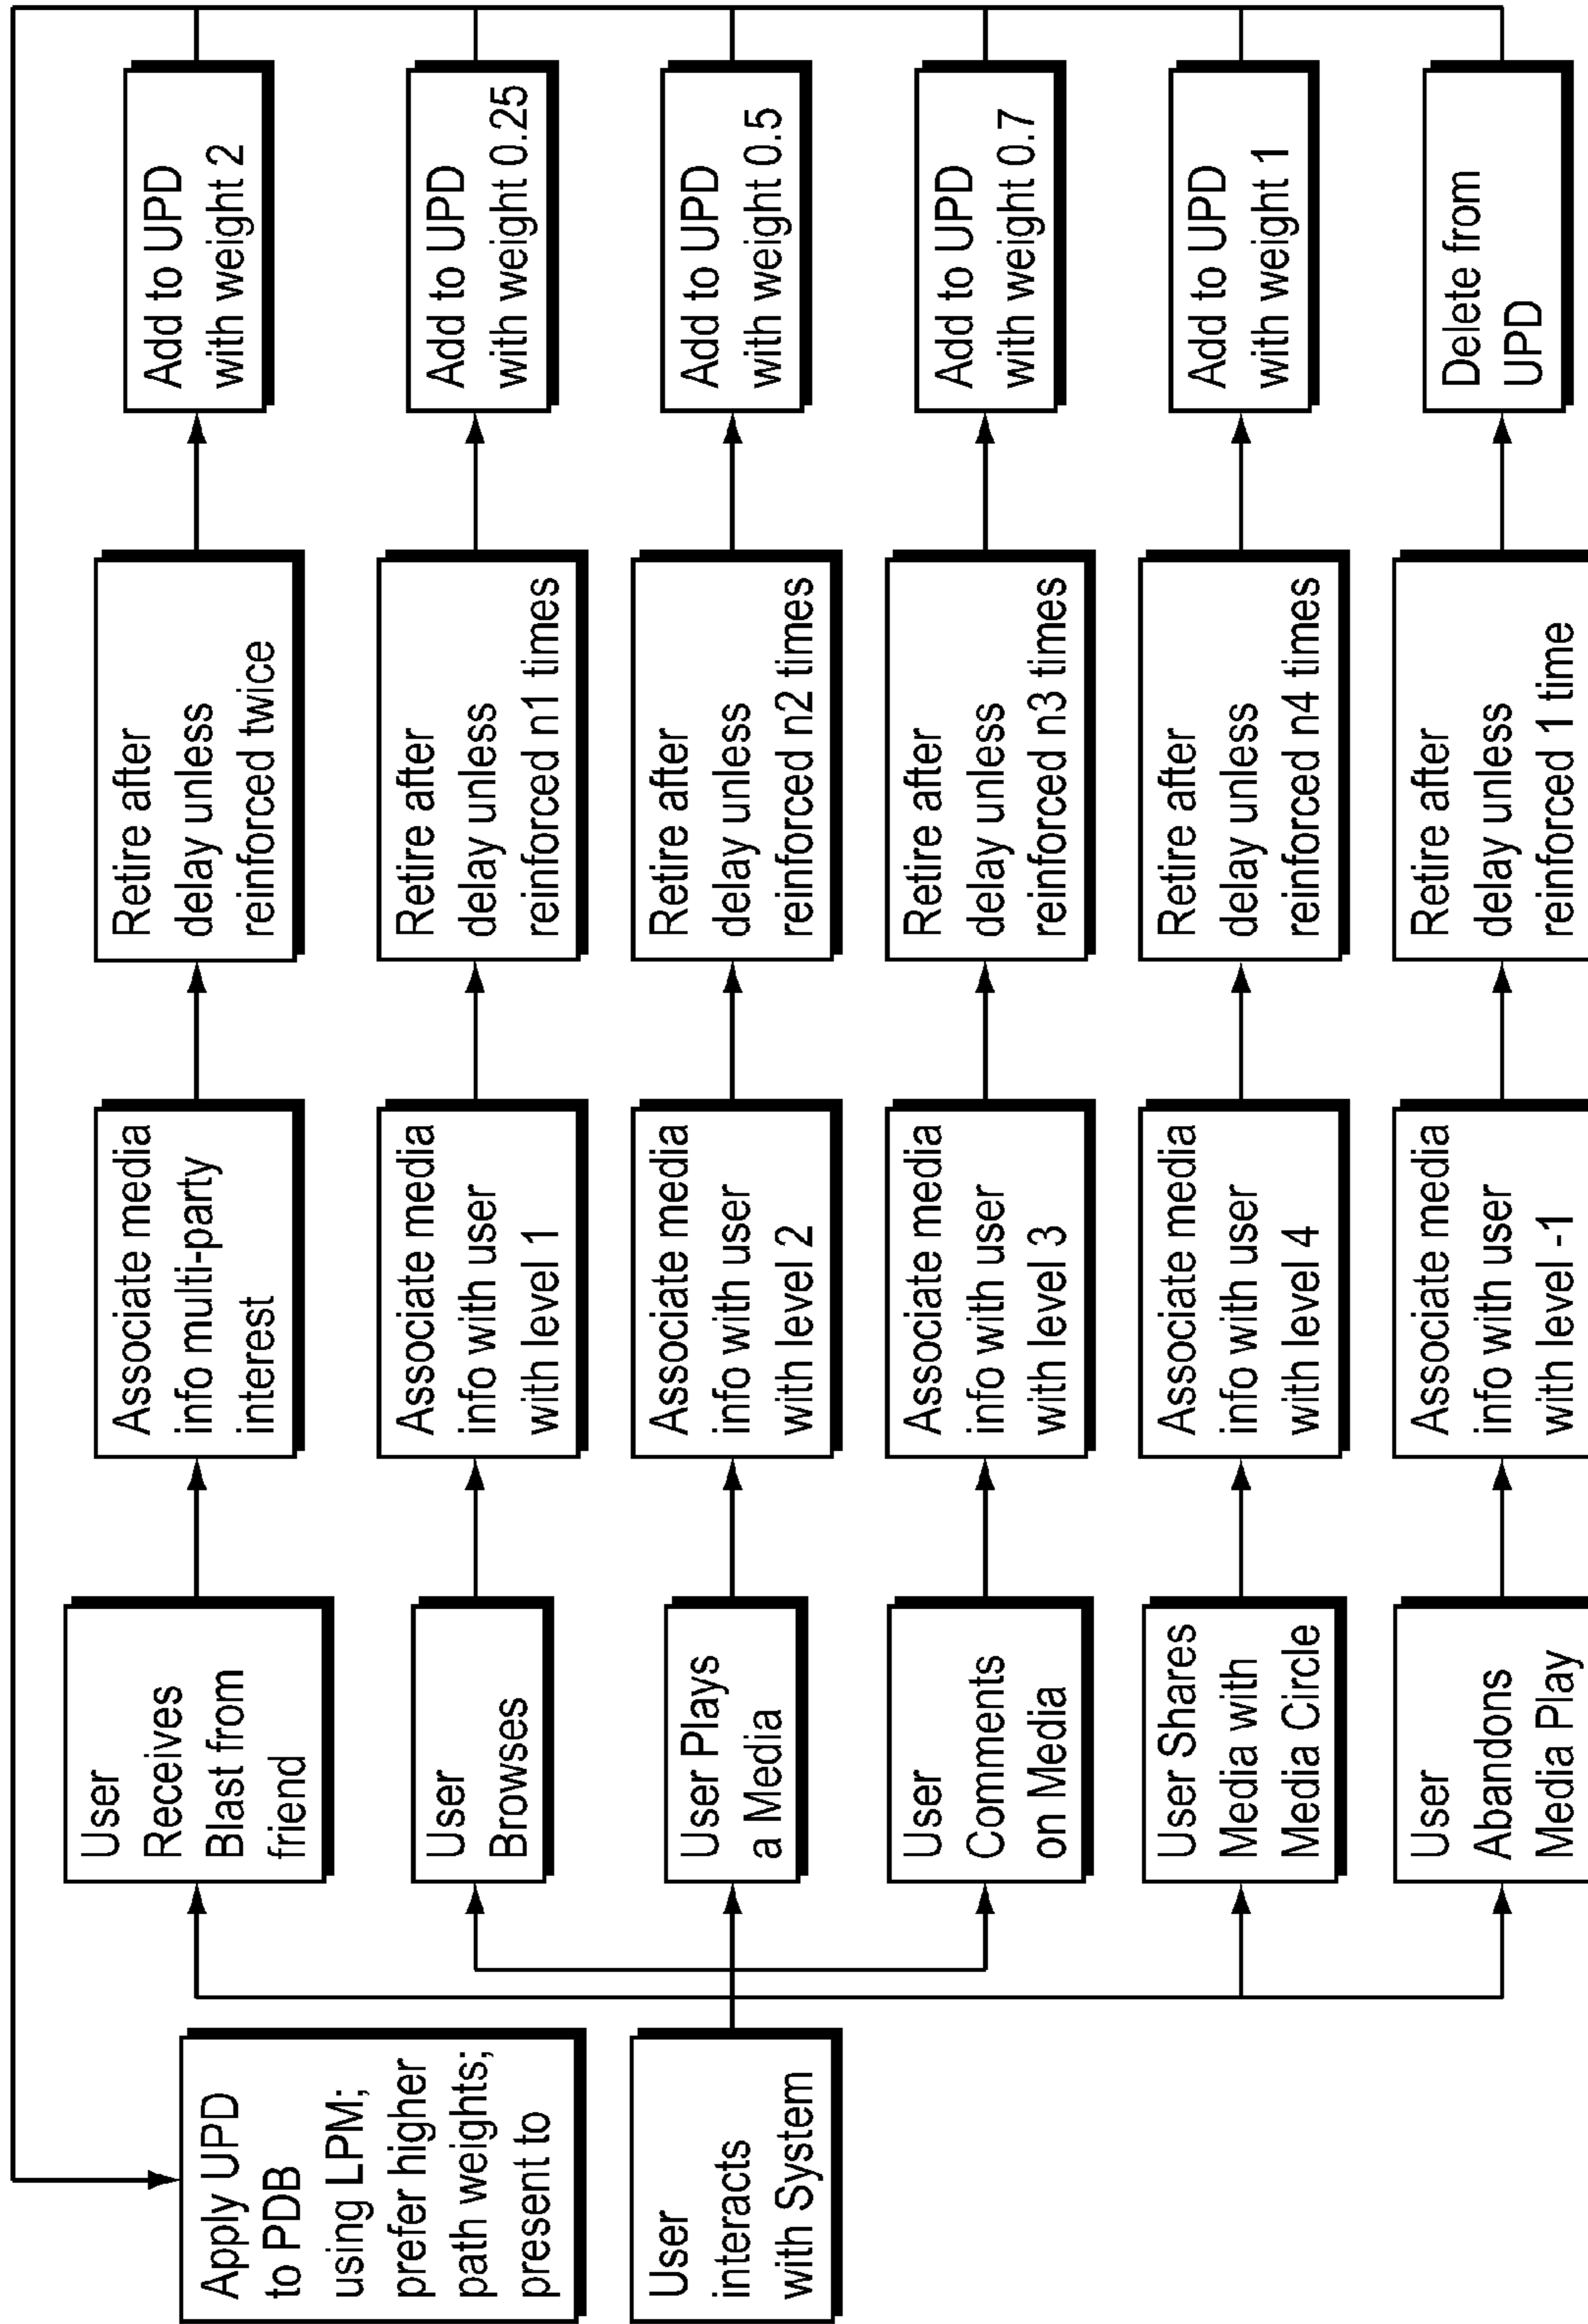 Apply UPD
to PDB
using LPM;
prefer higher
path weights;
present to
User
interacts
with System
User
Receives
Blast from
friend
Associate media
info multi-party
interest
Retire after
delay unless
reinforced twice
Add to UPD
with weight 2
User
Browses
Associate media
info with user
with level 1
Retire after
delay unless
reinforced n1 times
Add to UPD
with weight 0.25
User Plays
a Media
Associate media
info with user
with level 2
Retire after
delay unless
reinforced n2 times
Add to UPD
with weight 0.5
User
Comments
on Media
Associate media
info with user
with level 3
Retire after
delay unless
reinforced n3 times
Add to UPD
with weight 0.7
User Shares
Media with
Media Circle
Associate media
info with user
with level 4
Retire after
delay unless
reinforced n4 times
Add to UPD
with weight 1
User
Abandons
Media Play
Associate media
info with user
with level -1
Retire after
delay unless
reinforced 1 time
Delete from
UPD